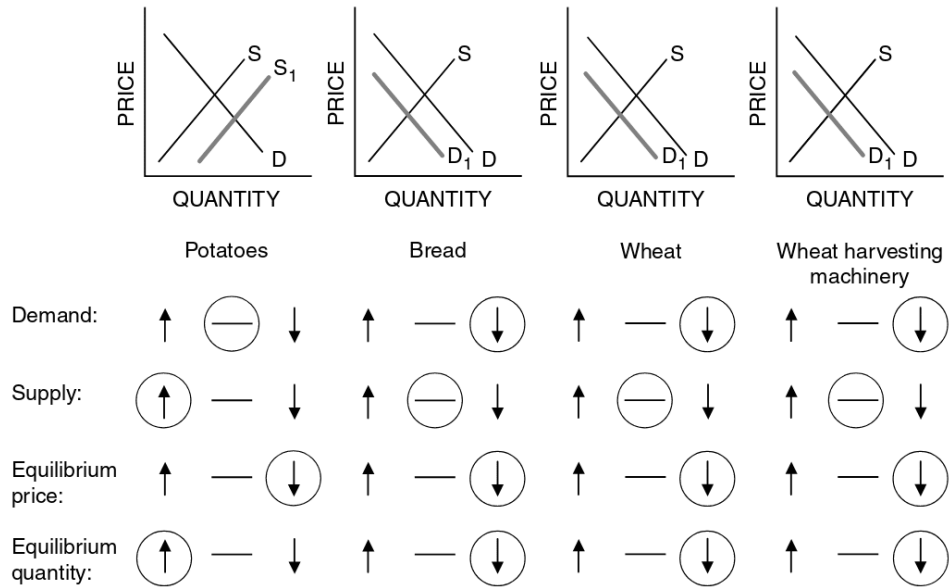 PRICE
S
S1
D
QUANTITY
PRICE
S
D1 D
QUANTITY
PRICE
S
D1 D
QUANTITY
PRICE
S
D1 D
QUANTITY
Potatoes
Bread
Wheat
Wheat harvesting
machinery
Demand:
Supply:
Equilibrium
price:
Equilibrium
quantity: